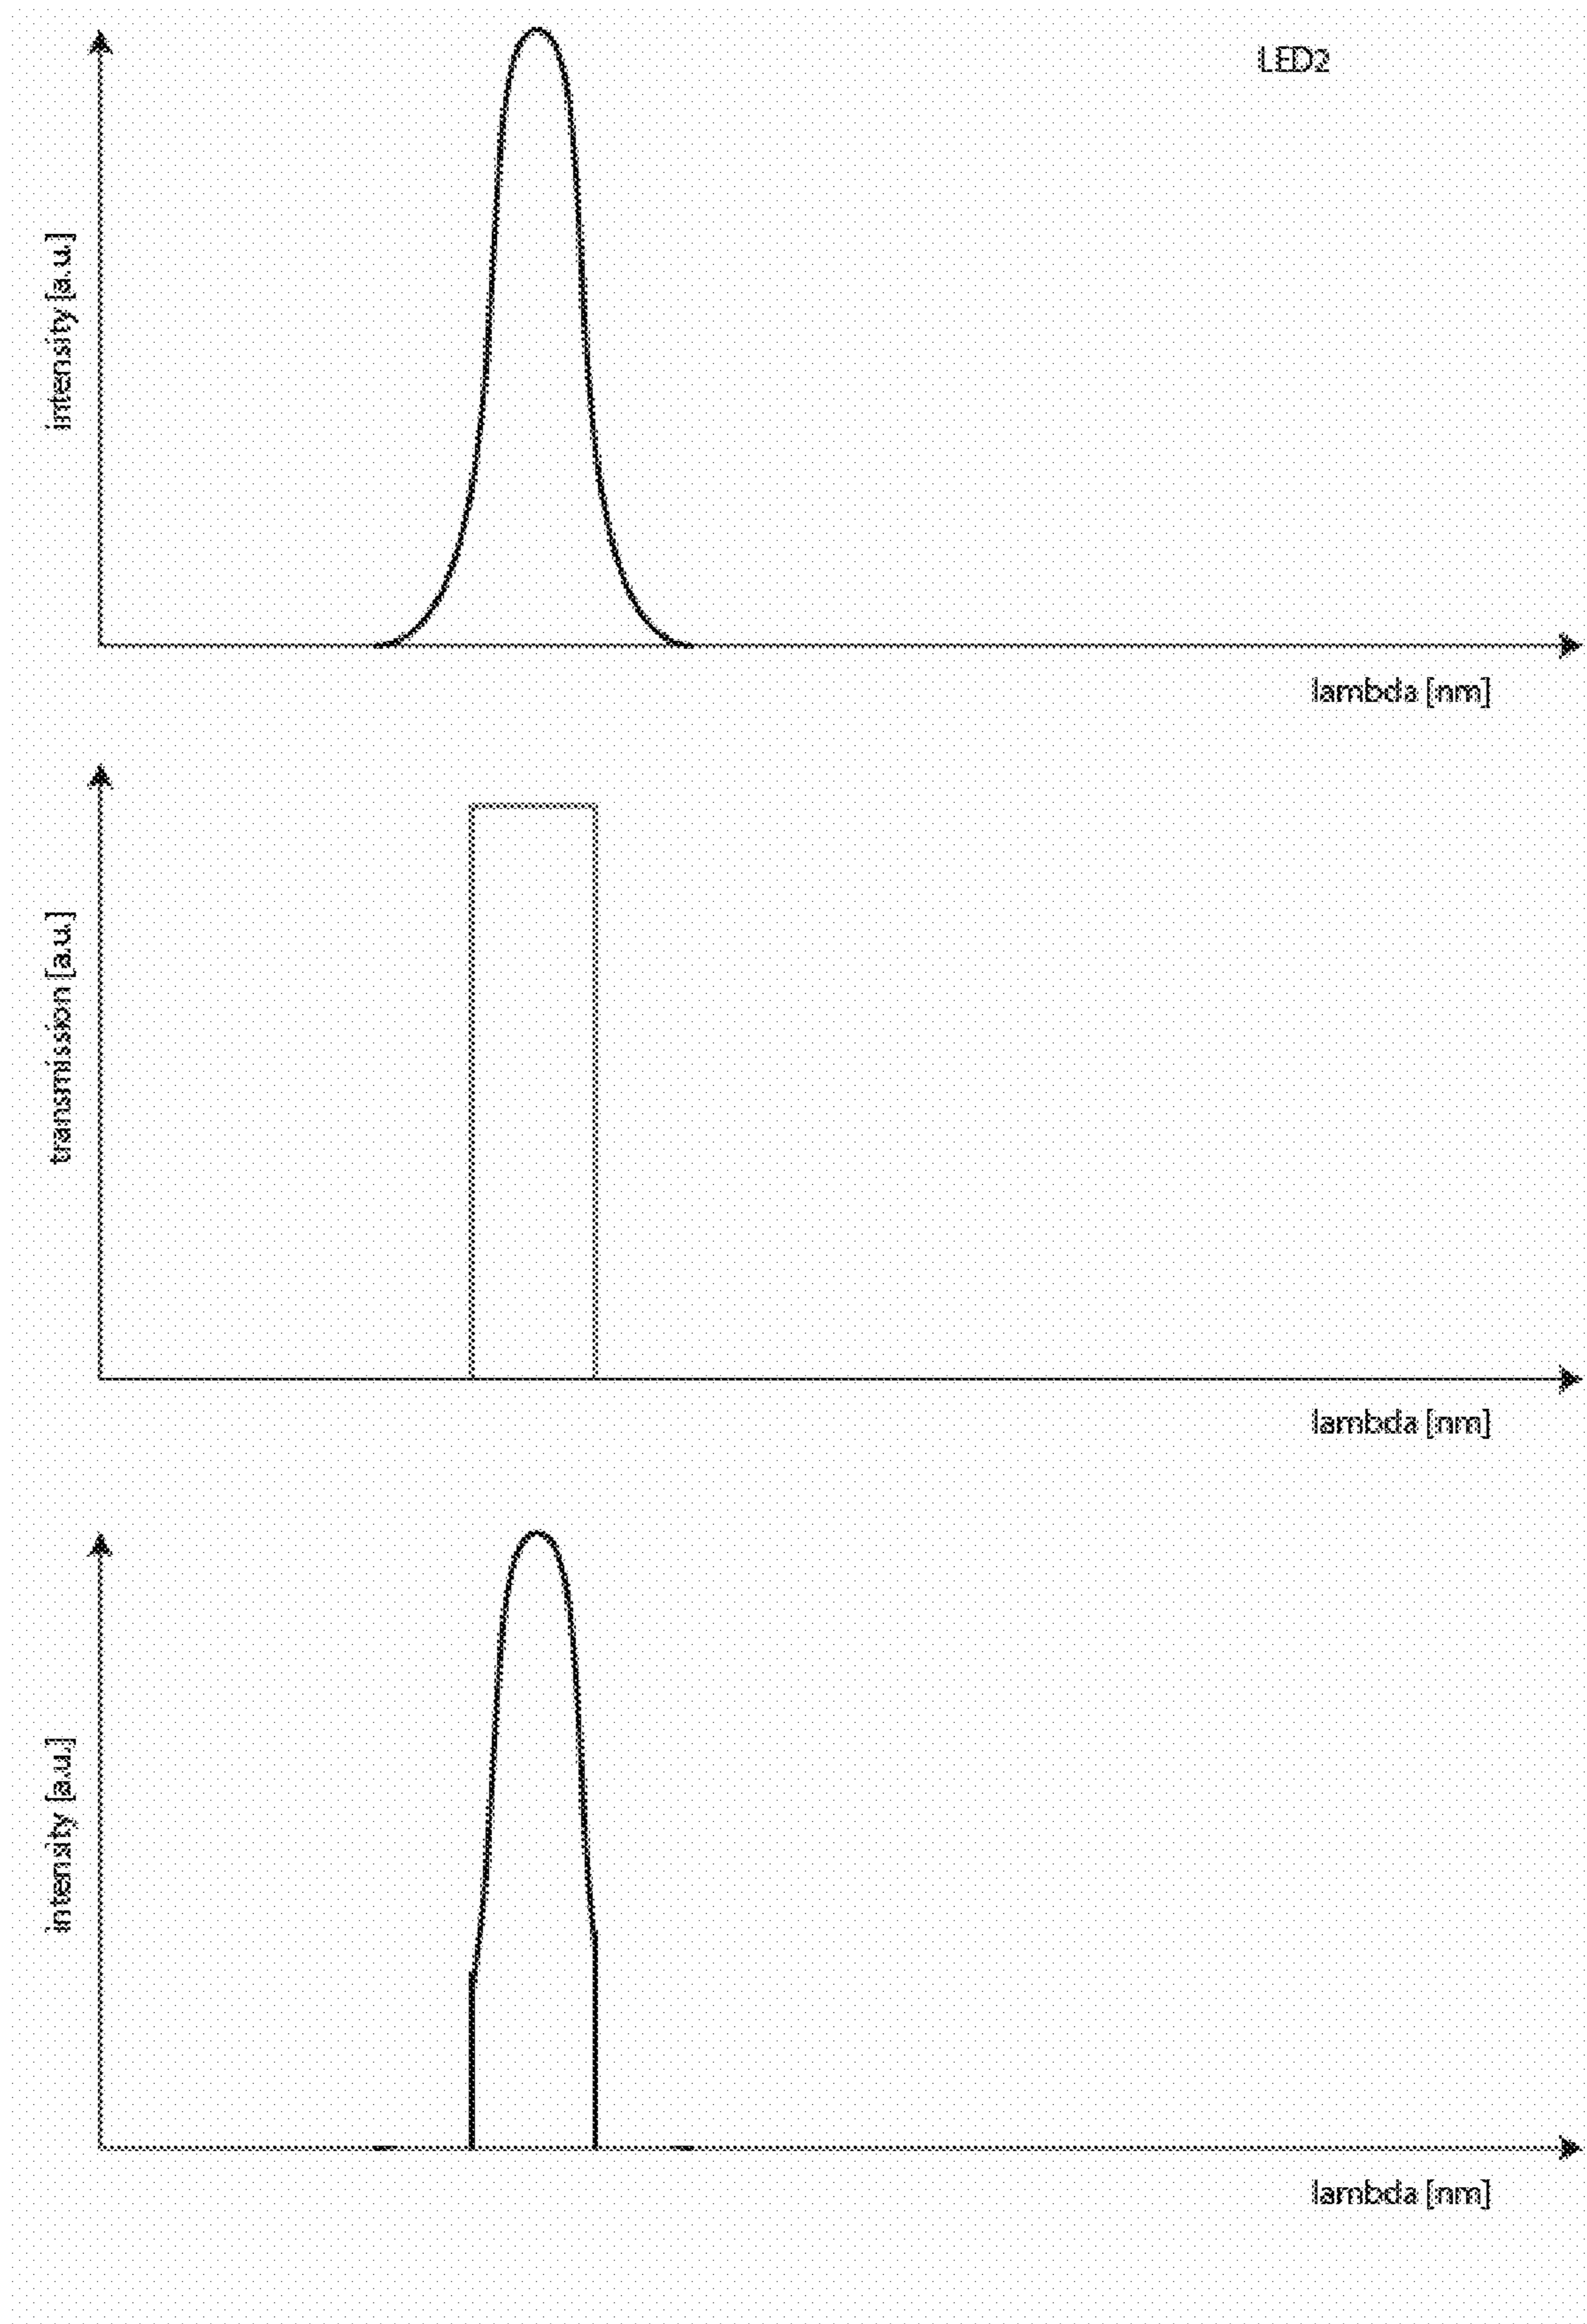 LED2
intensity [a.u.]
lambda [nm]
transmission [a.u.]
lambda [nm]
intensity [a.u.]
lambda [nm]